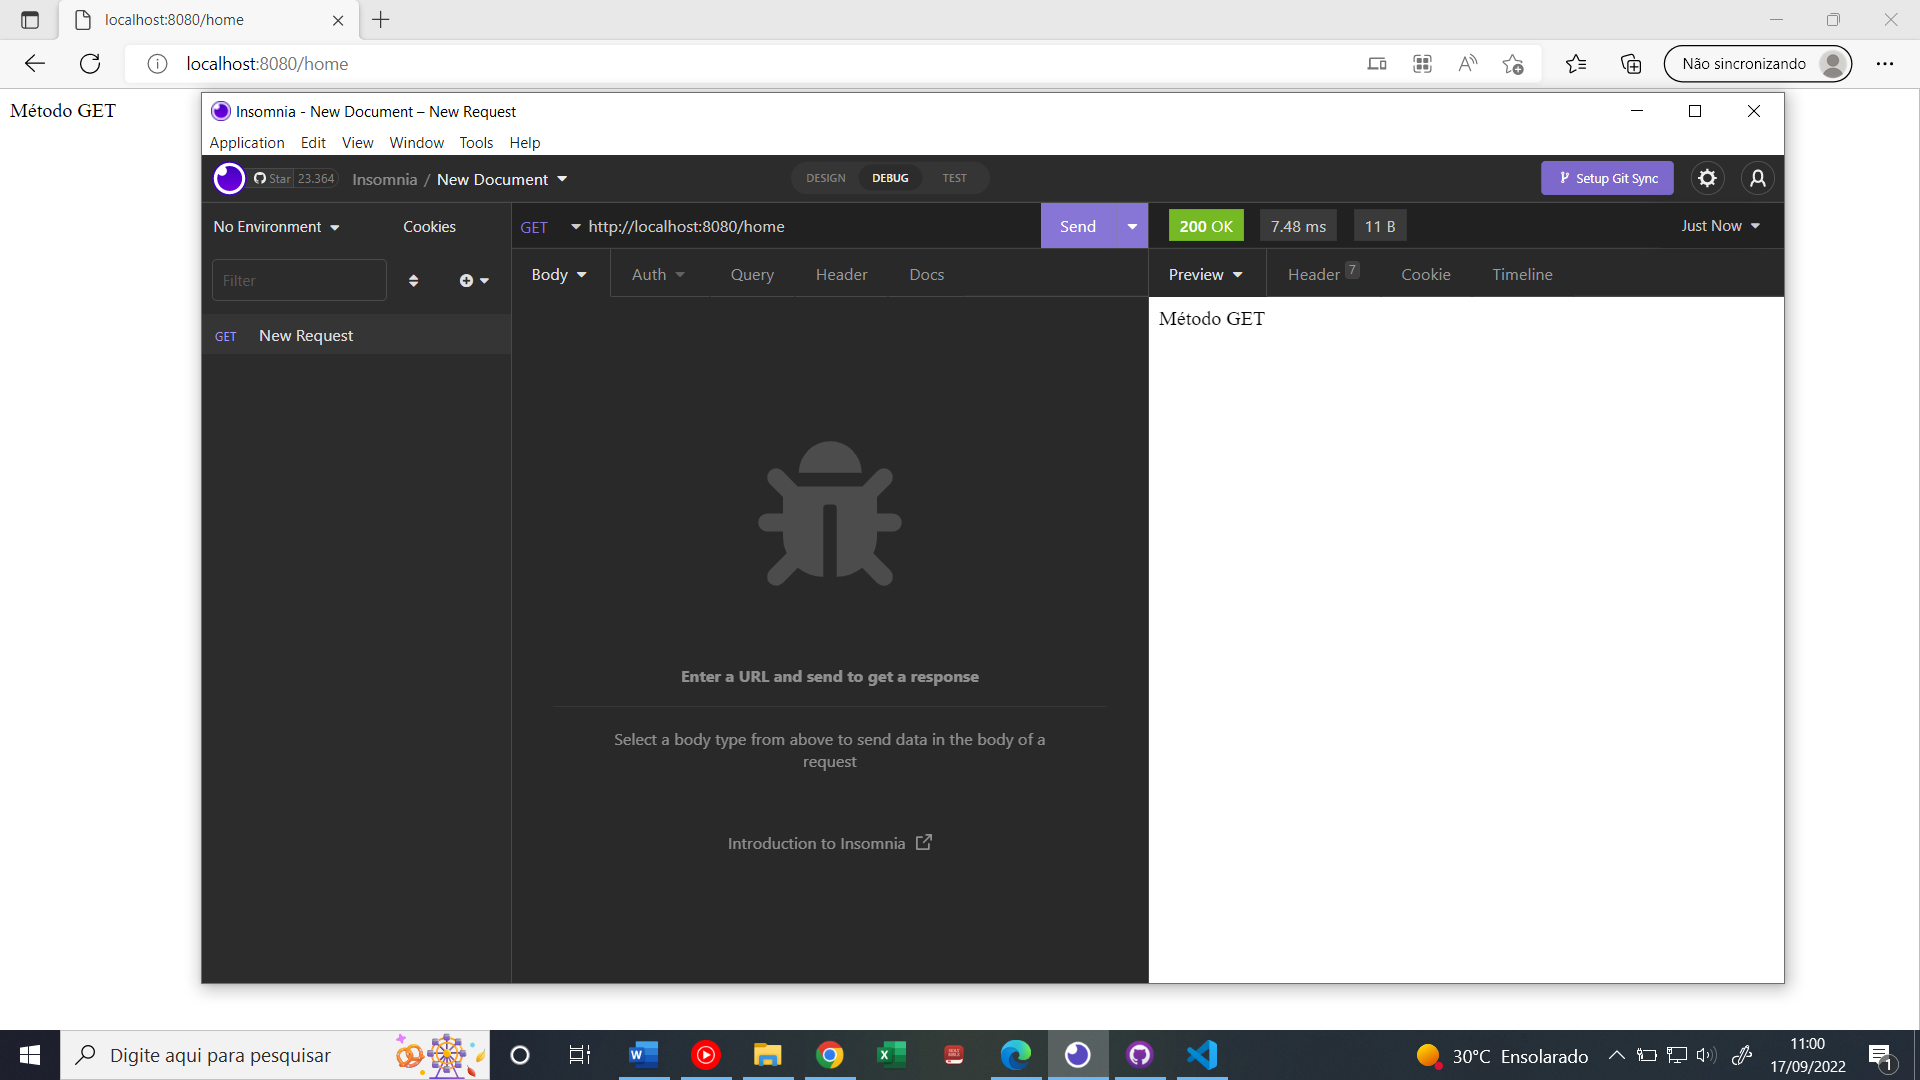 localhost:8080/home
localhost:8080/home
Não sincronizando
Método GET
Insomnia - New Document – New Request
Application Edit View Window Tools Help
Star 23.364 Insomnia / New Document
DESIGN DEBUG TEST
Setup Git Sync
No Environment Cookies
GET http://localhost:8080/home Send
200 OK 7.48 ms 11 B Just Now
Filter
Body Auth Query Header Docs
Preview Header 7 Cookie Timeline
GET New Request
Método GET
Enter a URL and send to get a response
Select a body type from above to send data in the body of a
request
Introduction to Insomnia
Digite aqui para pesquisar
30°C Ensolarado
11:00
17/09/2022
1